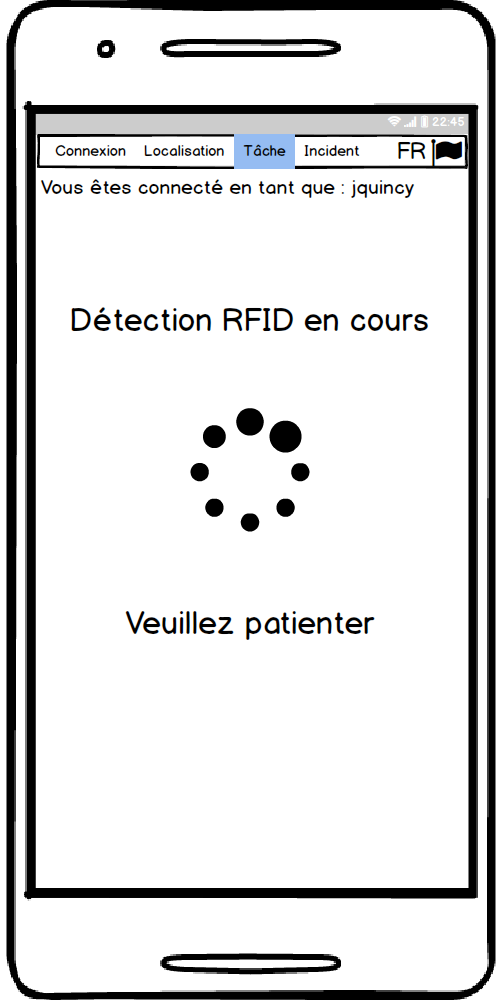 22:45
Connexion Localisation Tâche Incident FR
Vous êtes connecté en tant que : jquincy
Détection RFID en cours
Veuillez patienter